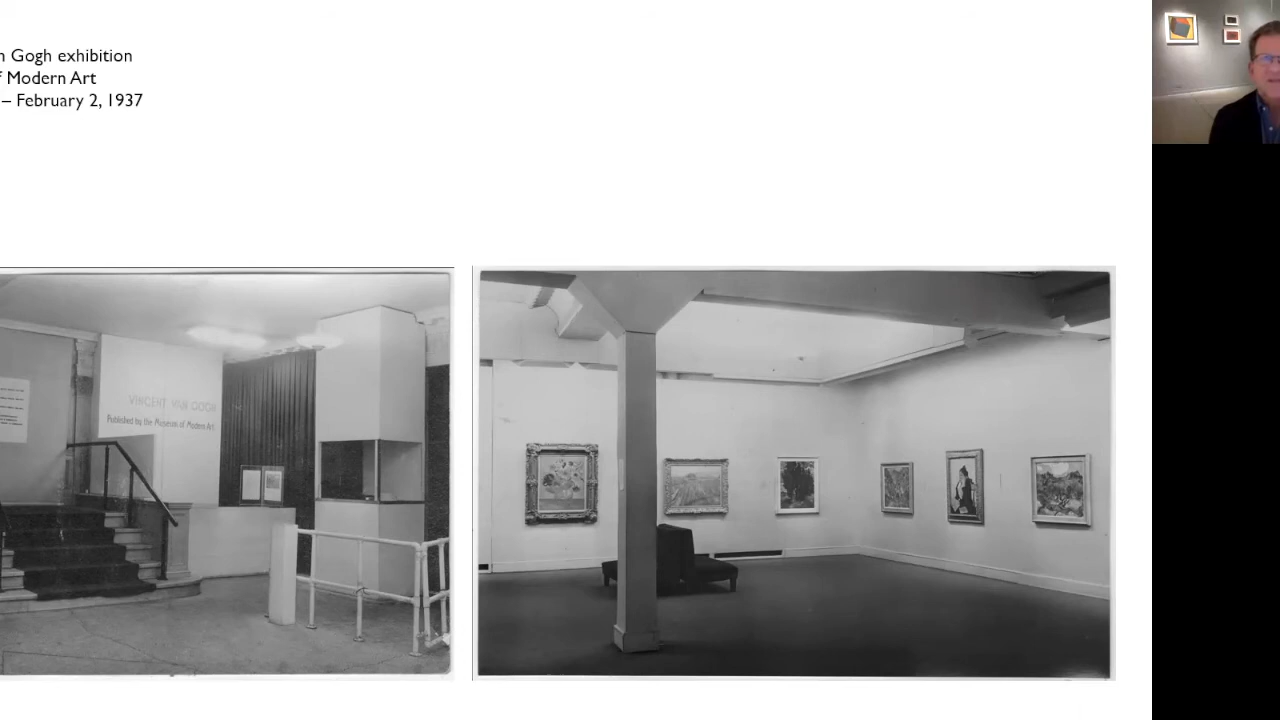 n Gogh exhibition
f Modern Art
– February 2, 1937
VINCENT VAN GOGH
Published by the Museum of Modern Art